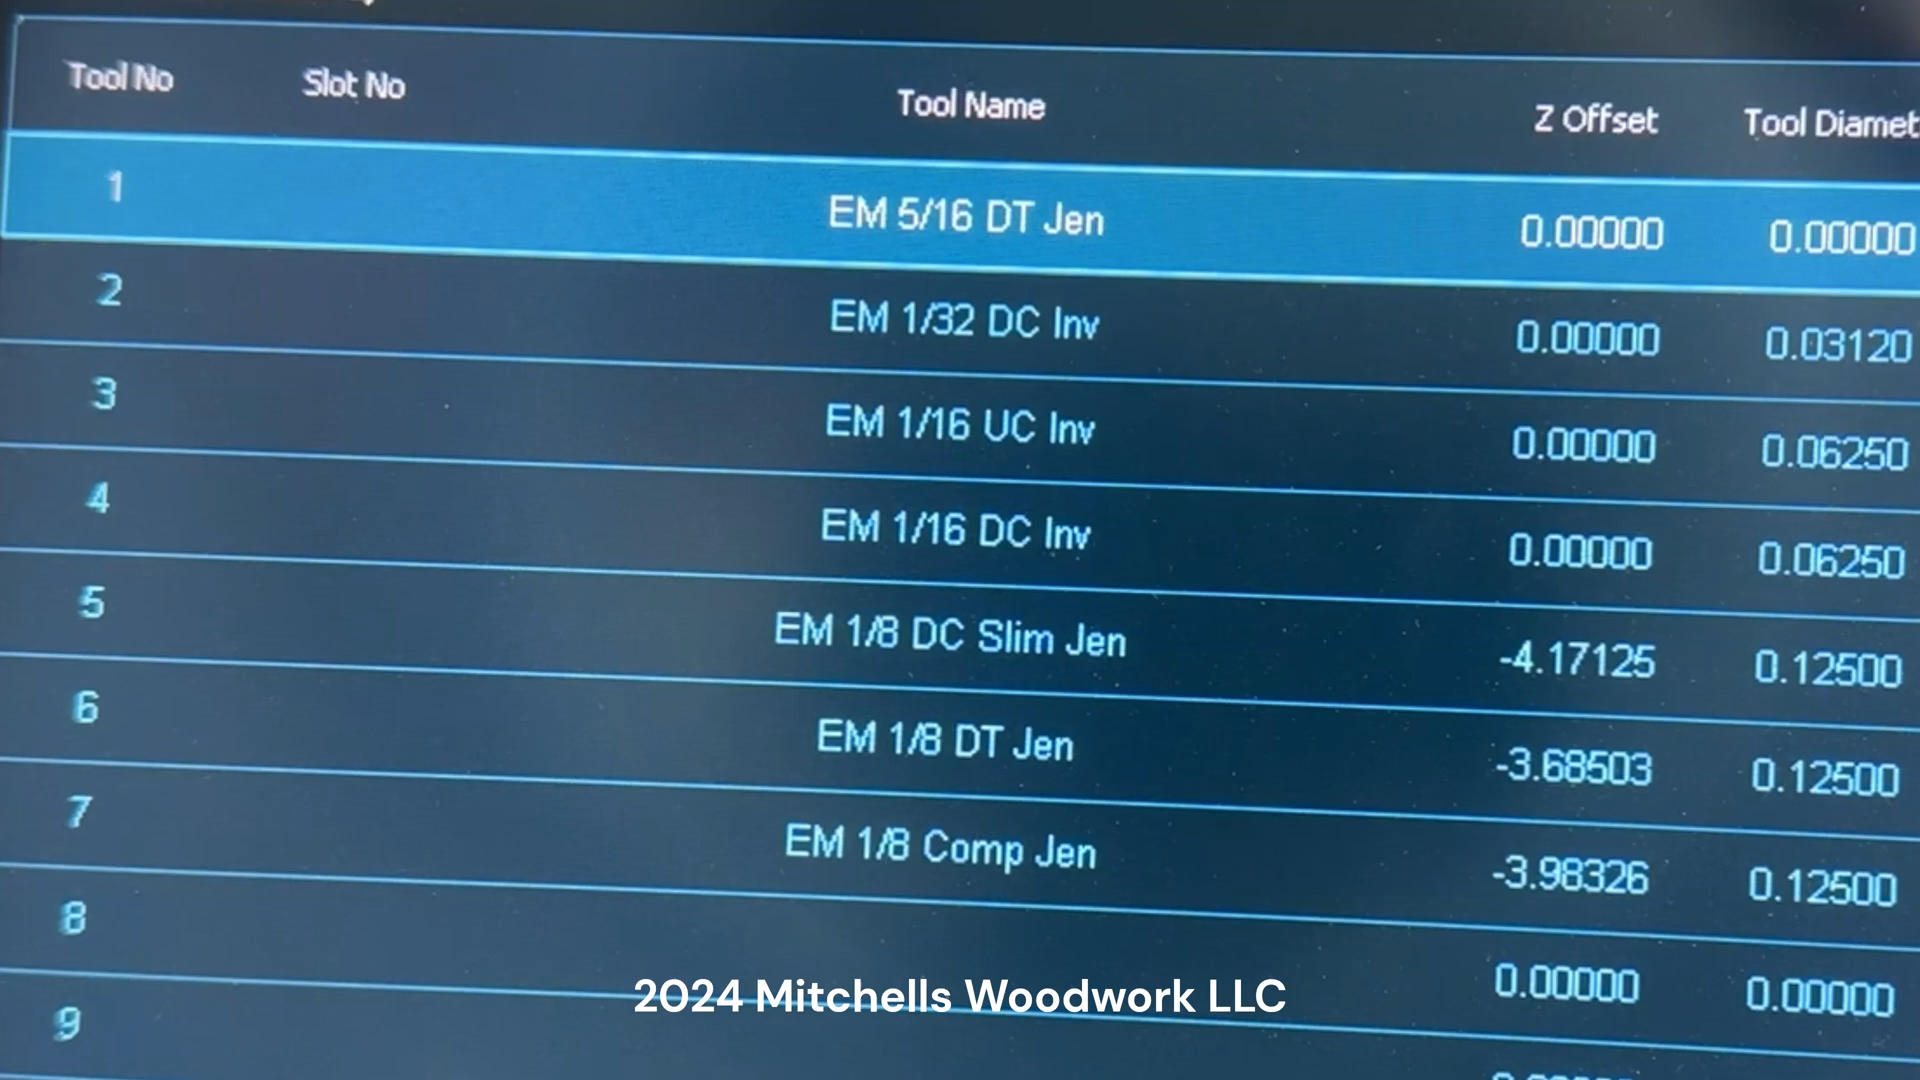 Tool No Slot No Tool Name Z Offset Tool Diamet
1 EM 5/16 DT Jen 0.00000 0.00000
2 EM 1/32 DC Inv 0.00000 0.03120
3 EM 1/16 UC Inv 0.00000 0.06250
4 EM 1/16 DC Inv 0.00000 0.06250
5 EM 1/8 DC Slim Jen -4.17125 0.12500
6 EM 1/8 DT Jen -3.68503 0.12500
7 EM 1/8 Comp Jen -3.98326 0.12500
8 0.00000 0.00000
2024 Mitchells Woodwork LLC
9